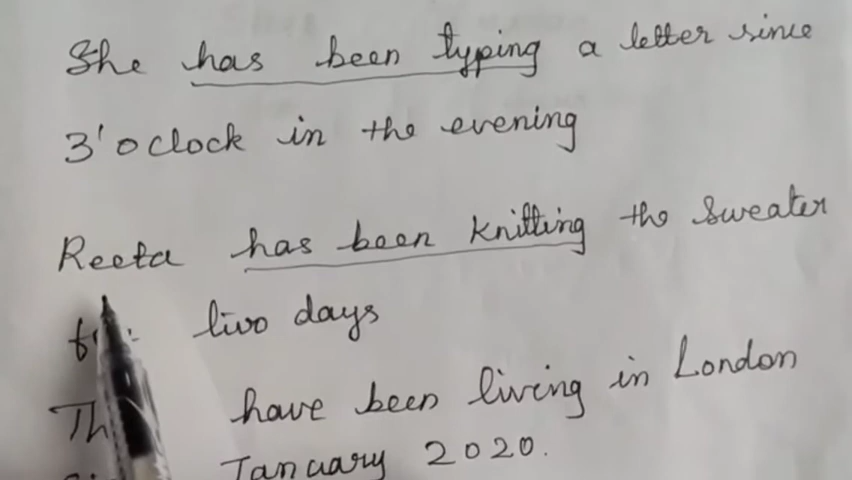 She has been typing a letter since
3'oclock in the evening
Reeta has been knitting the sweater
two days
have been living in London
January 2020.